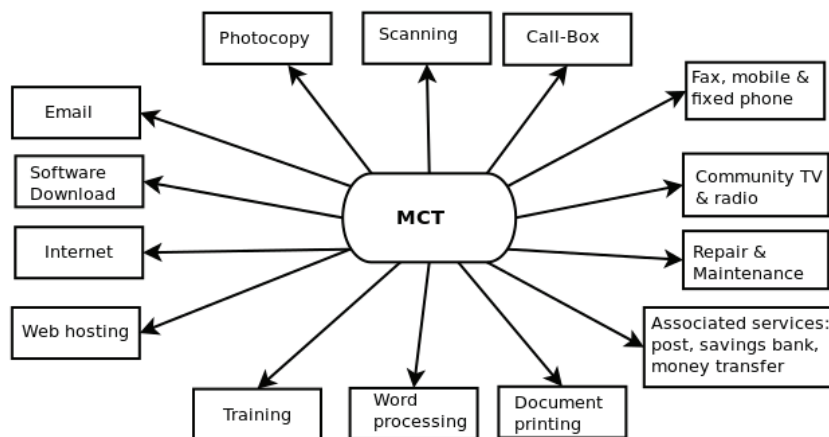 Photocopy
Scanning
Call-Box
Fax, mobile &
fixed phone
Email
Software
Download
Community TV
& radio
MCT
Internet
Repair &
Maintenance
Web hosting
Associated services:
post, savings bank,
money transfer
Training
Word
processing
Document
printing